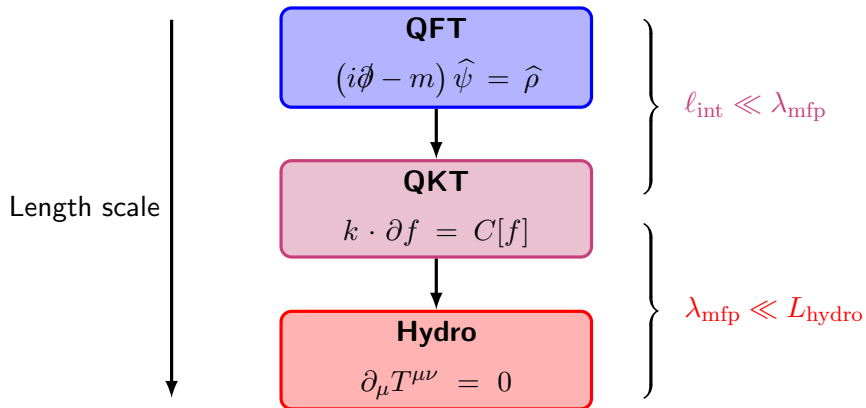 QFT
(i∂̸ − m) ψ̂ = ρ̂
ℓ_int ≪ λ_mfp
QKT
Length scale
k · ∂f = C[f]
λ_mfp ≪ L_hydro
Hydro
∂_μ T^{μν} = 0